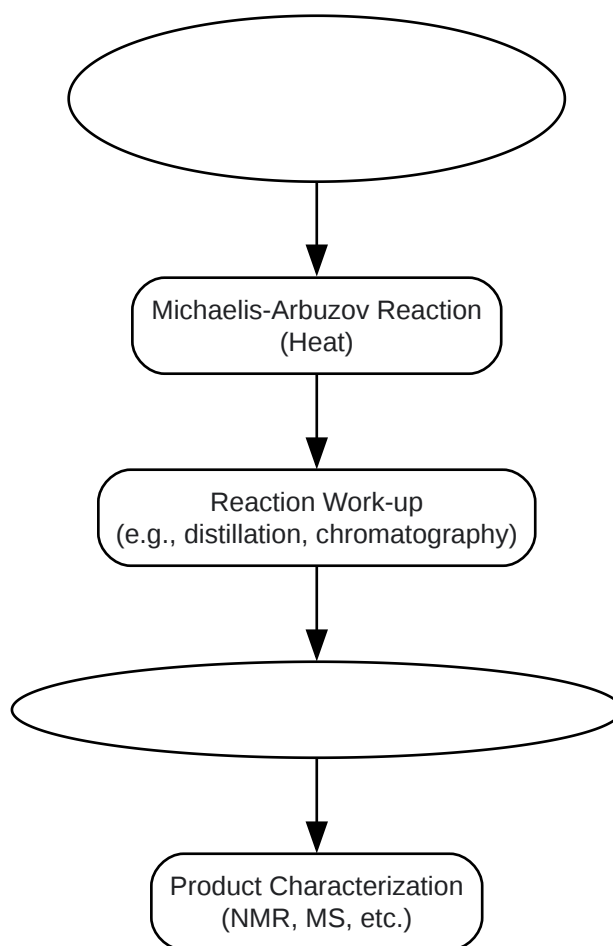 Michaelis-Arbuzov Reaction
(Heat)
Reaction Work-up
(e.g., distillation, chromatography)
Product Characterization
(NMR, MS, etc.)